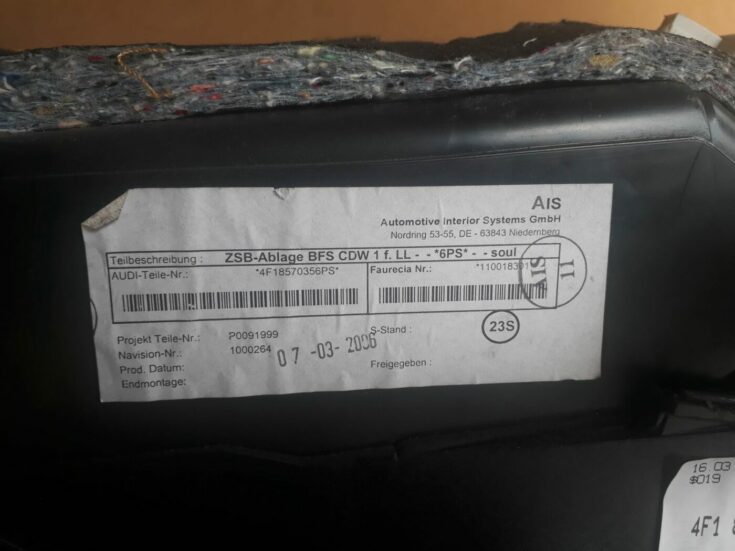 AIS
Automotive Interior Systems GmbH
Nordring 53-55, DE - 63843 Niedernberg
Teilbeschreibung : ZSB-Ablage BFS CDW 1 f. LL - - *6PS* - - soul
AUDI-Teile-Nr.: *4F18570356PS* Faurecia Nr.: *110018301
AIS
11
Projekt Teile-Nr.: P0091999 S-Stand : 23S
Navision-Nr.: 1000264
Prod. Datum: 07 -03- 2006 Freigegeben :
Endmontage:
16 03
$019
4F1